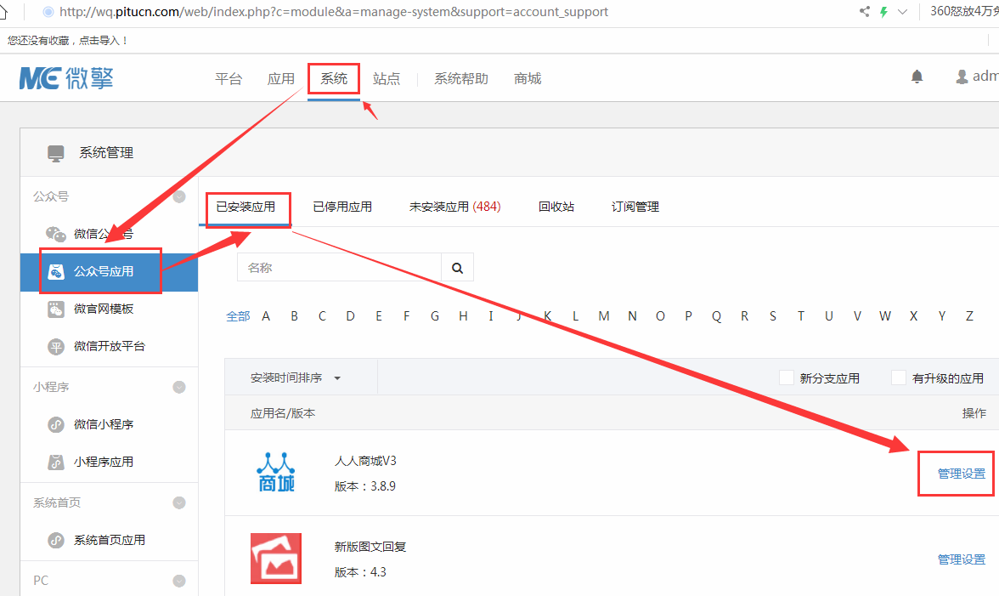 http://wq.pitucn.com/web/index.php?c=module&a=manage-system&support=account_support 360怒放4万
您还没有收藏，点击导入！
微擎 平台 应用 系统 站点 系统帮助 商城 adm
系统管理
公众号
已安装应用 已停用应用 未安装应用 (484) 回收站 订阅管理
微信公众号
公众号应用
名称
微官网模板
全部 A B C D E F G H I J K L M N O P Q R S T U V W X Y Z
微信开放平台
安装时间排序 新分支应用 有升级的应用
小程序
应用名/版本 操作
微信小程序
小程序应用
商城
人人商城V3
版本：3.8.9
管理设置
系统首页
系统首页应用
新版图文回复
版本：4.3
管理设置
PC